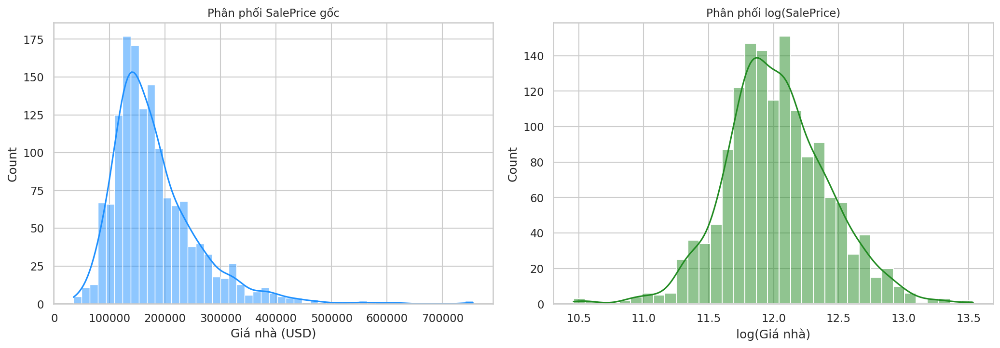 Phân phối SalePrice gốc
Count
175
150
125
100
75
50
25
0
0 100000 200000 300000 400000 500000 600000 700000
Giá nhà (USD)
Phân phối log(SalePrice)
Count
140
120
100
80
60
40
20
0
10.5 11.0 11.5 12.0 12.5 13.0 13.5
log(Giá nhà)